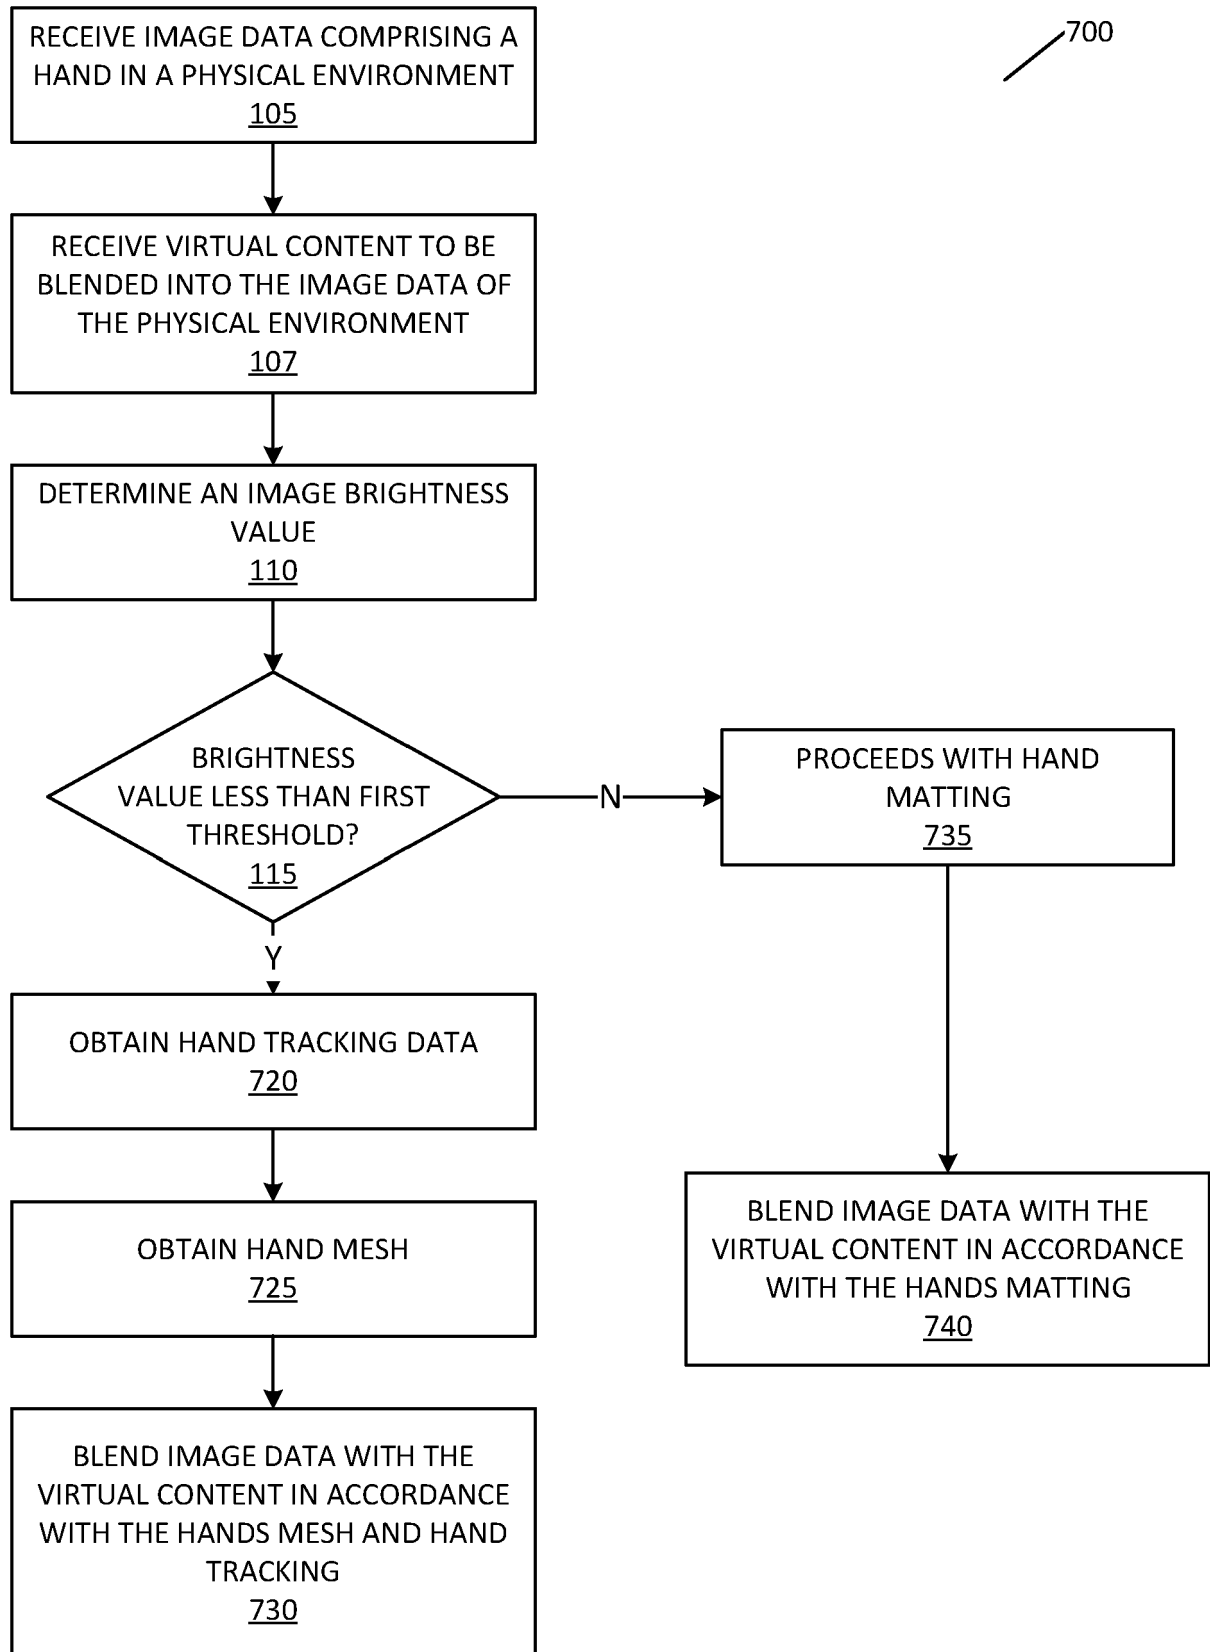 700
RECEIVE IMAGE DATA COMPRISING A
HAND IN A PHYSICAL ENVIRONMENT
105
RECEIVE VIRTUAL CONTENT TO BE
BLENDED INTO THE IMAGE DATA OF
THE PHYSICAL ENVIRONMENT
107
DETERMINE AN IMAGE BRIGHTNESS
VALUE
110
BRIGHTNESS
VALUE LESS THAN FIRST
THRESHOLD?
115
N
PROCEEDS WITH HAND
MATTING
735
Y
OBTAIN HAND TRACKING DATA
720
OBTAIN HAND MESH
725
BLEND IMAGE DATA WITH THE
VIRTUAL CONTENT IN ACCORDANCE
WITH THE HANDS MATTING
740
BLEND IMAGE DATA WITH THE
VIRTUAL CONTENT IN ACCORDANCE
WITH THE HANDS MESH AND HAND
TRACKING
730